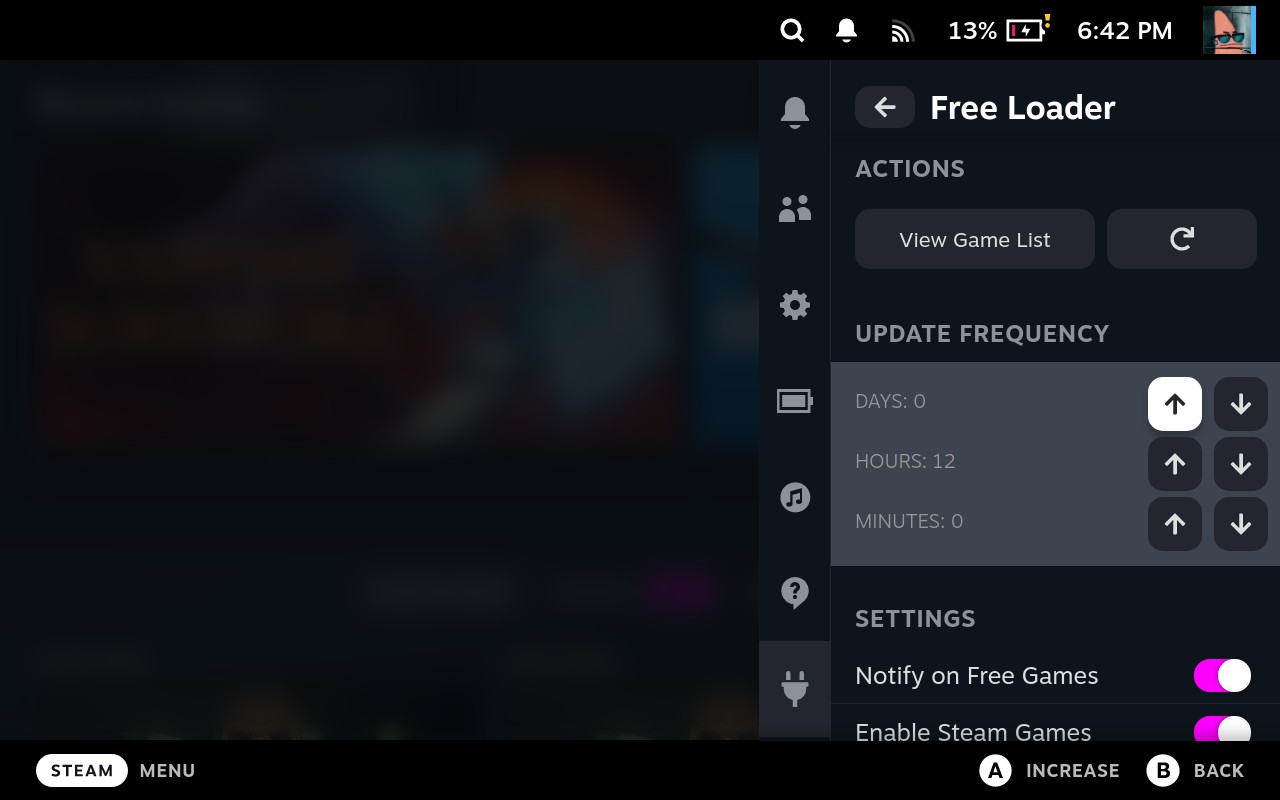 13% 6:42 PM
Free Loader
ACTIONS
View Game List
UPDATE FREQUENCY
DAYS: 0
HOURS: 12
MINUTES: 0
SETTINGS
Notify on Free Games
Enable Steam Games
STEAM MENU A INCREASE B BACK